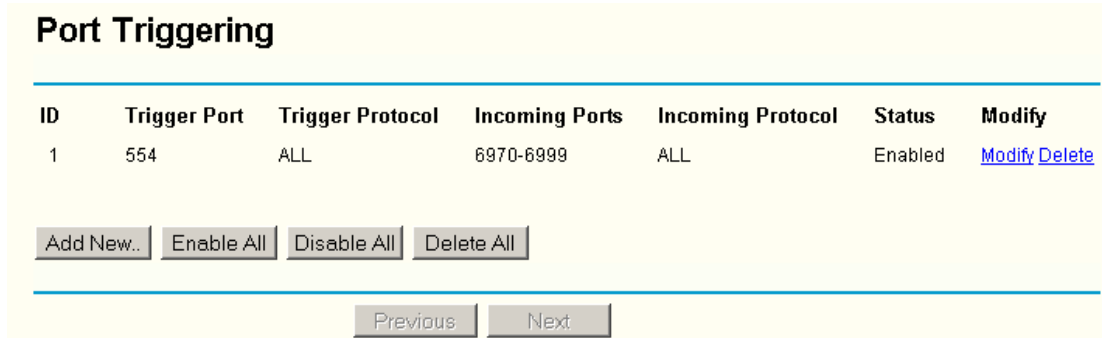 Port Triggering
ID Trigger Port Trigger Protocol Incoming Ports Incoming Protocol Status Modify
1 554 ALL 6970-6999 ALL Enabled Modify Delete
Add New.. Enable All Disable All Delete All
Previous Next